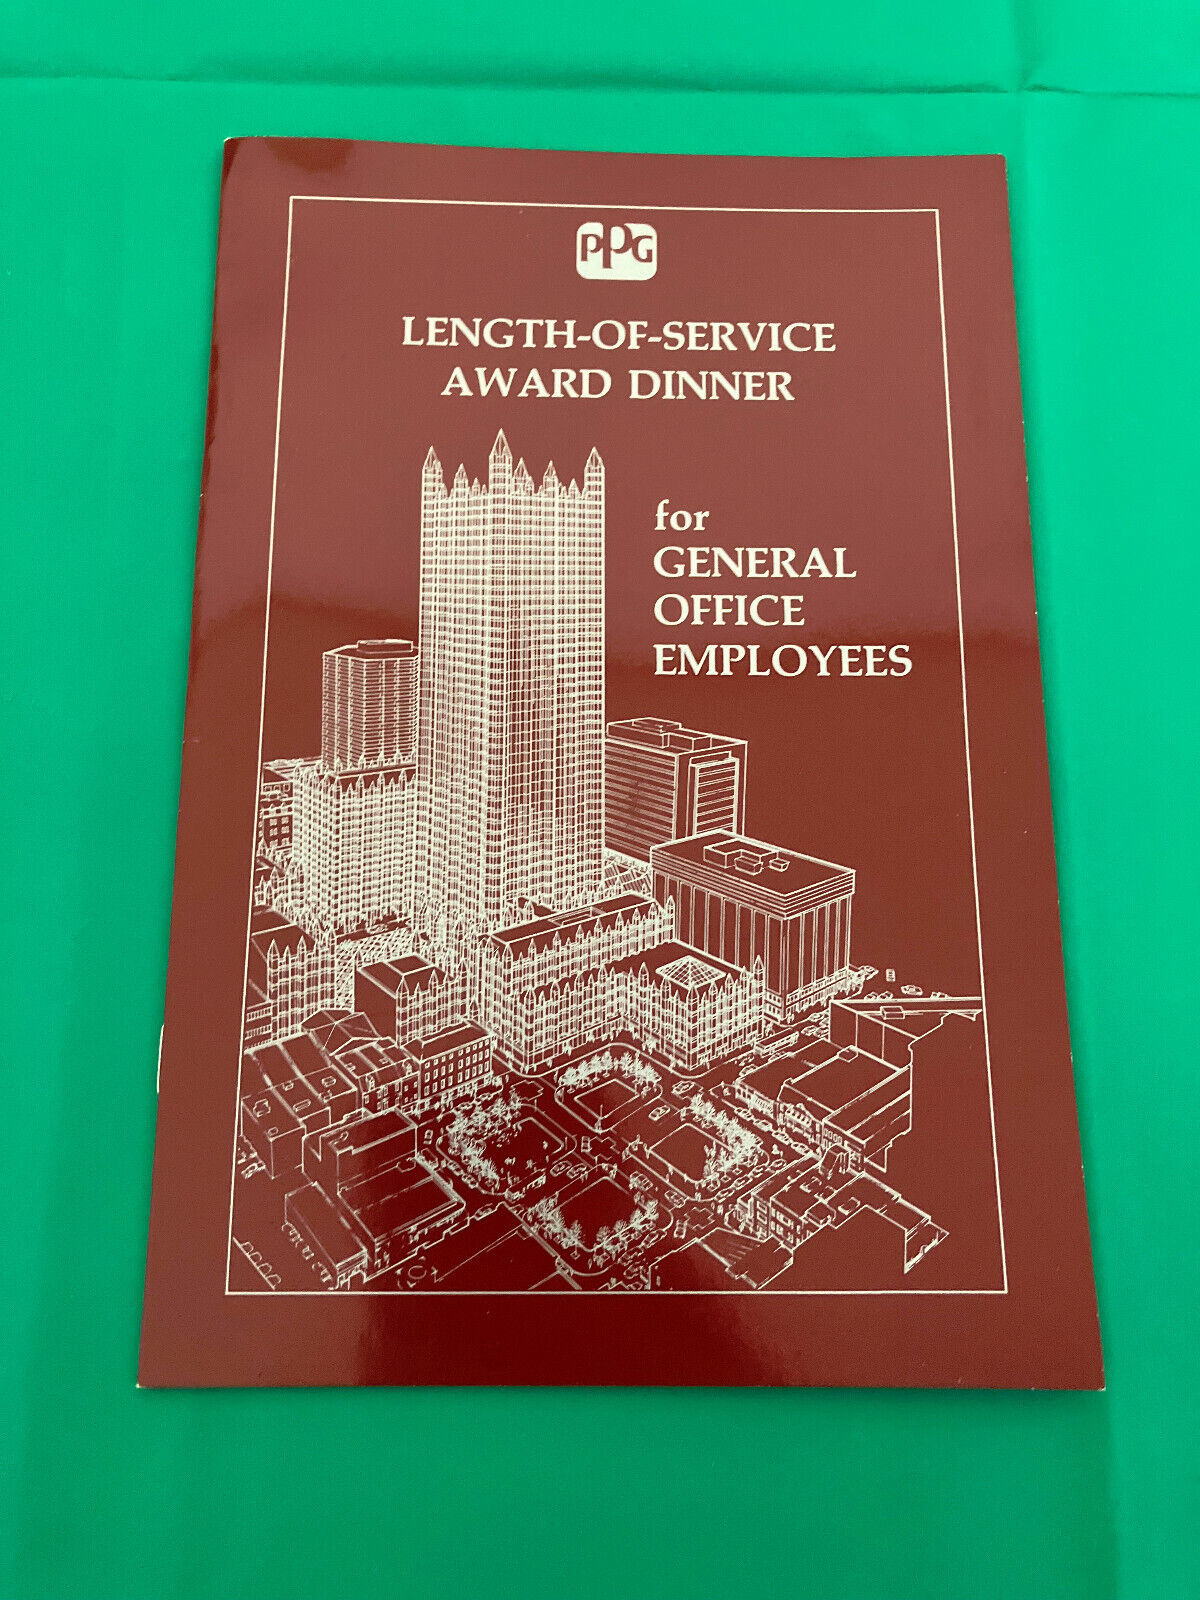 PPG
LENGTH-OF-SERVICE
AWARD DINNER
for
GENERAL
OFFICE
EMPLOYEES